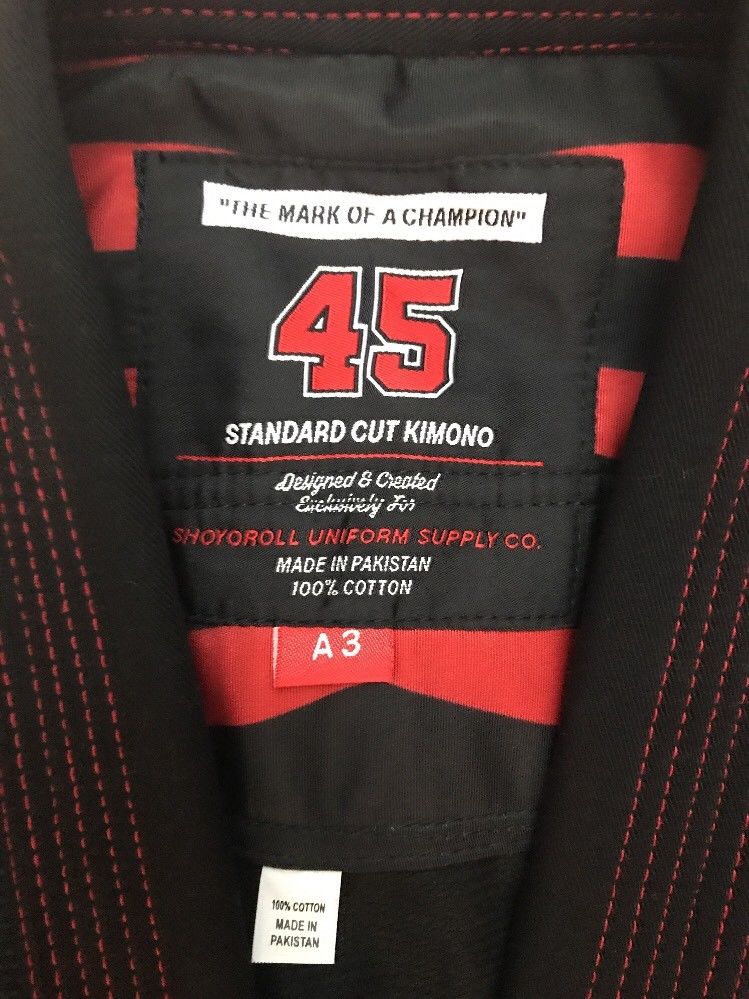 "THE MARK OF A CHAMPION"
45
STANDARD CUT KIMONO
Designed & Created
Exclusively For
SHOYOROLL UNIFORM SUPPLY CO.
MADE IN PAKISTAN
100% COTTON
A3
100% COTTON
MADE IN
PAKISTAN